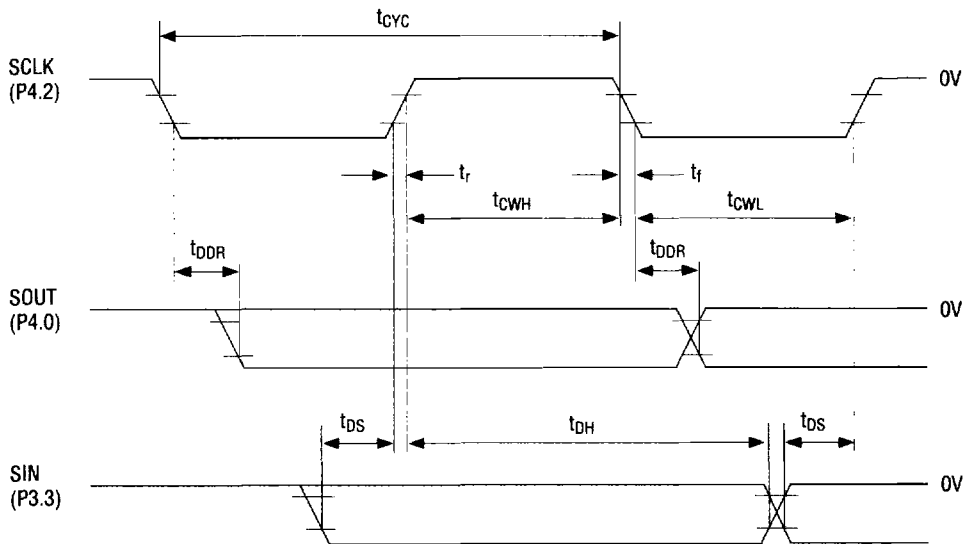 tCYC
SCLK
(P4.2)
0V
tr
tf
tCWH
tCWL
tDDR
tDDR
SOUT
(P4.0)
0V
tDS
tDH
tDS
SIN
(P3.3)
0V